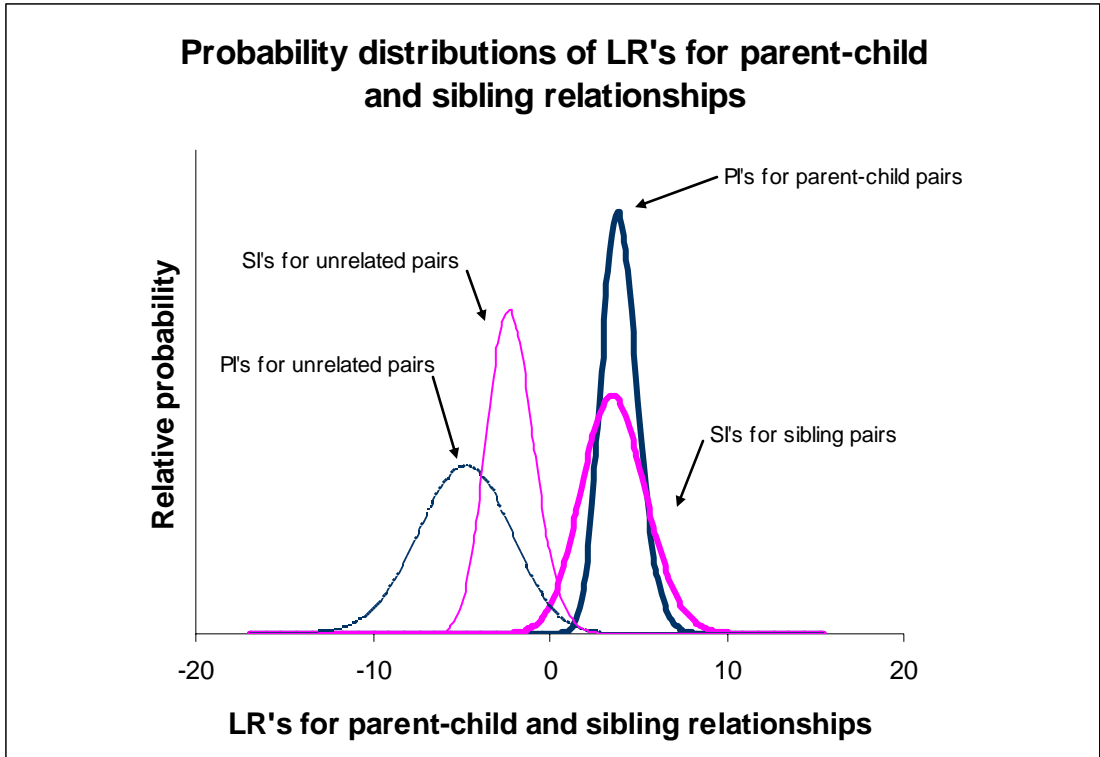 Probability distributions of LR's for parent-child
and sibling relationships
PI's for parent-child pairs
SI's for unrelated pairs
PI's for unrelated pairs
SI's for sibling pairs
Relative probability
-20
-10
0
10
20
LR's for parent-child and sibling relationships